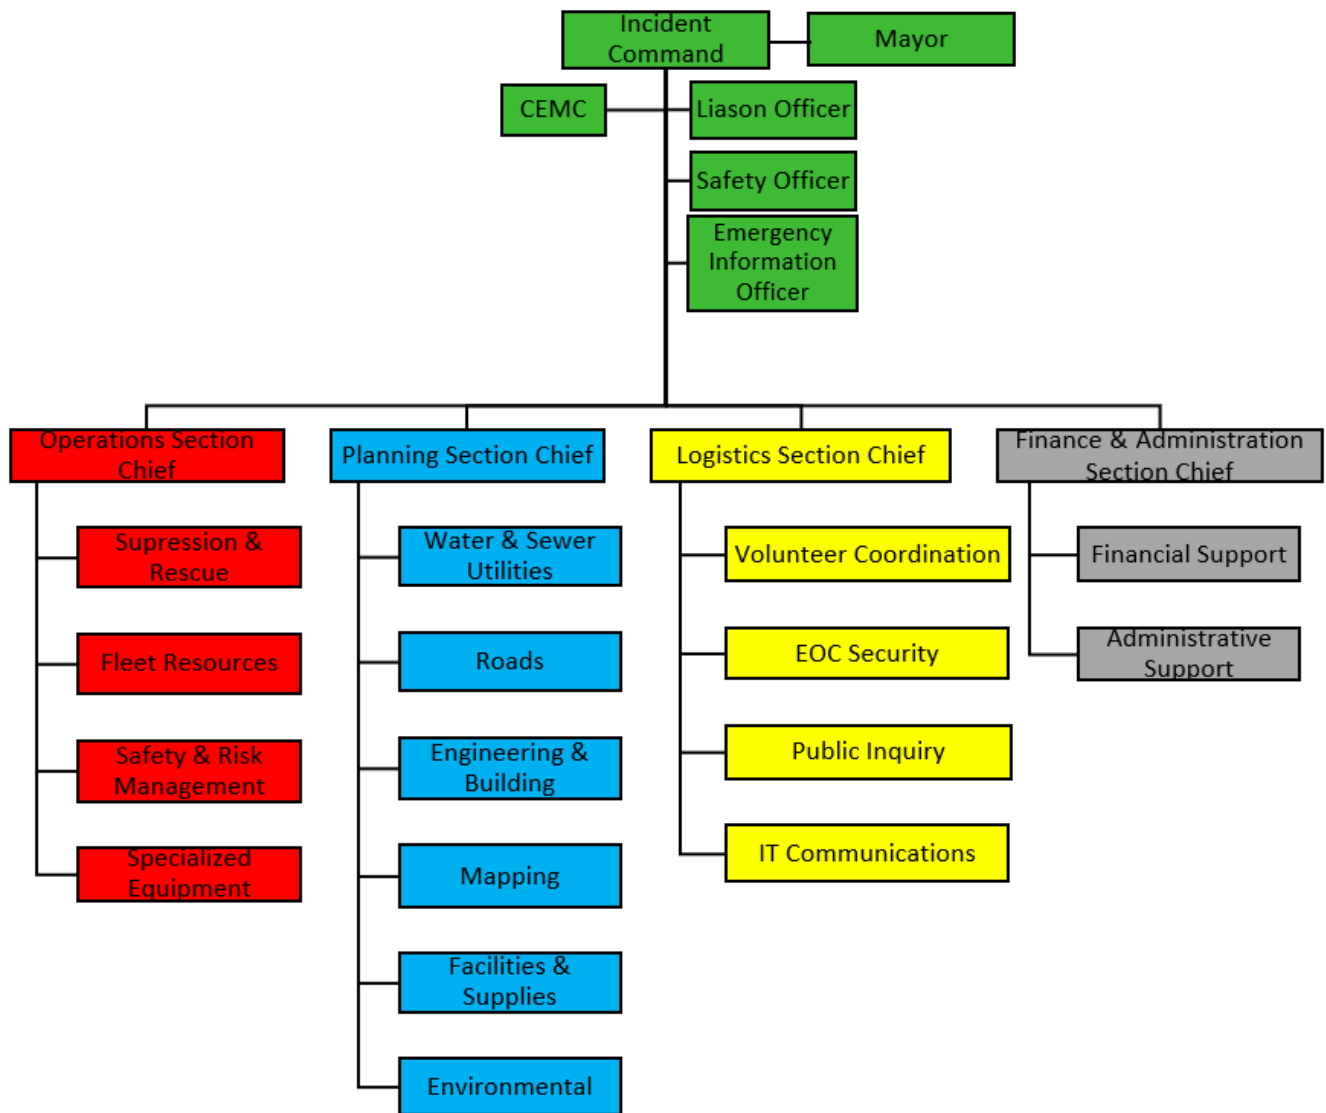 Incident
Command
Mayor
CEMC
Liason Officer
Safety Officer
Emergency
Information
Officer
Operations Section
Chief
Planning Section Chief
Logistics Section Chief
Finance & Administration
Section Chief
Supression &
Rescue
Fleet Resources
Safety & Risk
Management
Specialized
Equipment
Water & Sewer
Utilities
Roads
Engineering &
Building
Mapping
Facilities &
Supplies
Environmental
Volunteer Coordination
EOC Security
Public Inquiry
IT Communications
Financial Support
Administrative
Support